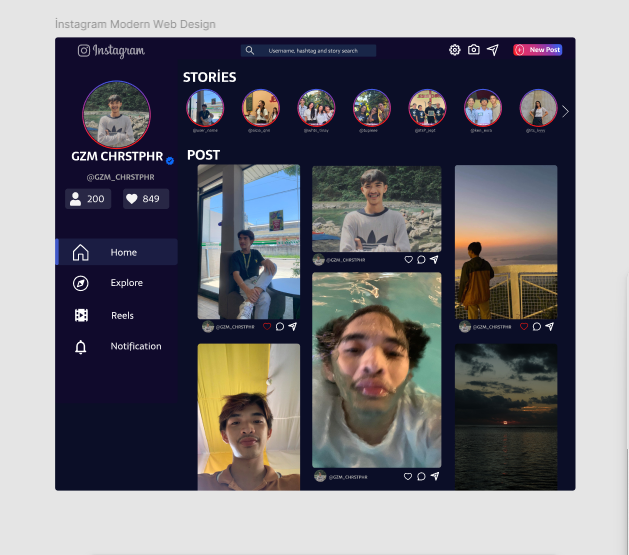 İnstagram Modern Web Design
Instagram
Username, hashtag and story search
New Post
STORİES
GZM CHRSTPHR
@GZM_CHRSTPHR
200
849
POST
Home
Explore
Reels
Notification
@GZM_CHRSTPHR
@GZM_CHRSTPHR
@GZM_CHRSTPHR
@GZM_CHRSTPHR